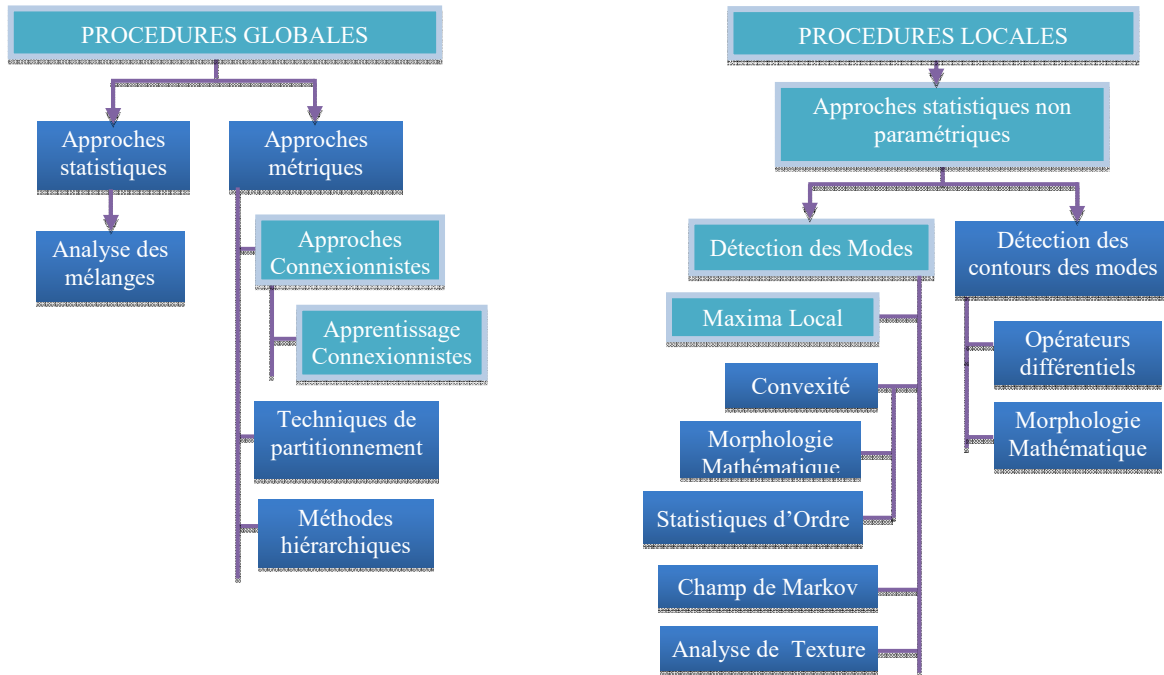 PROCEDURES GLOBALES
Approches
statistiques
Analyse des
mélanges
Approches
métriques
Approches
Connexionnistes
Apprentissage
Connexionnistes
Techniques de
partitionnement
Méthodes
hiérarchiques
PROCEDURES LOCALES
Approches statistiques non
paramétriques
Détection des Modes
Maxima Local
Convexité
Morphologie
Mathématique
Statistiques d’Ordre
Champ de Markov
Analyse de Texture
Détection des
contours des modes
Opérateurs
différentiels
Morphologie
Mathématique